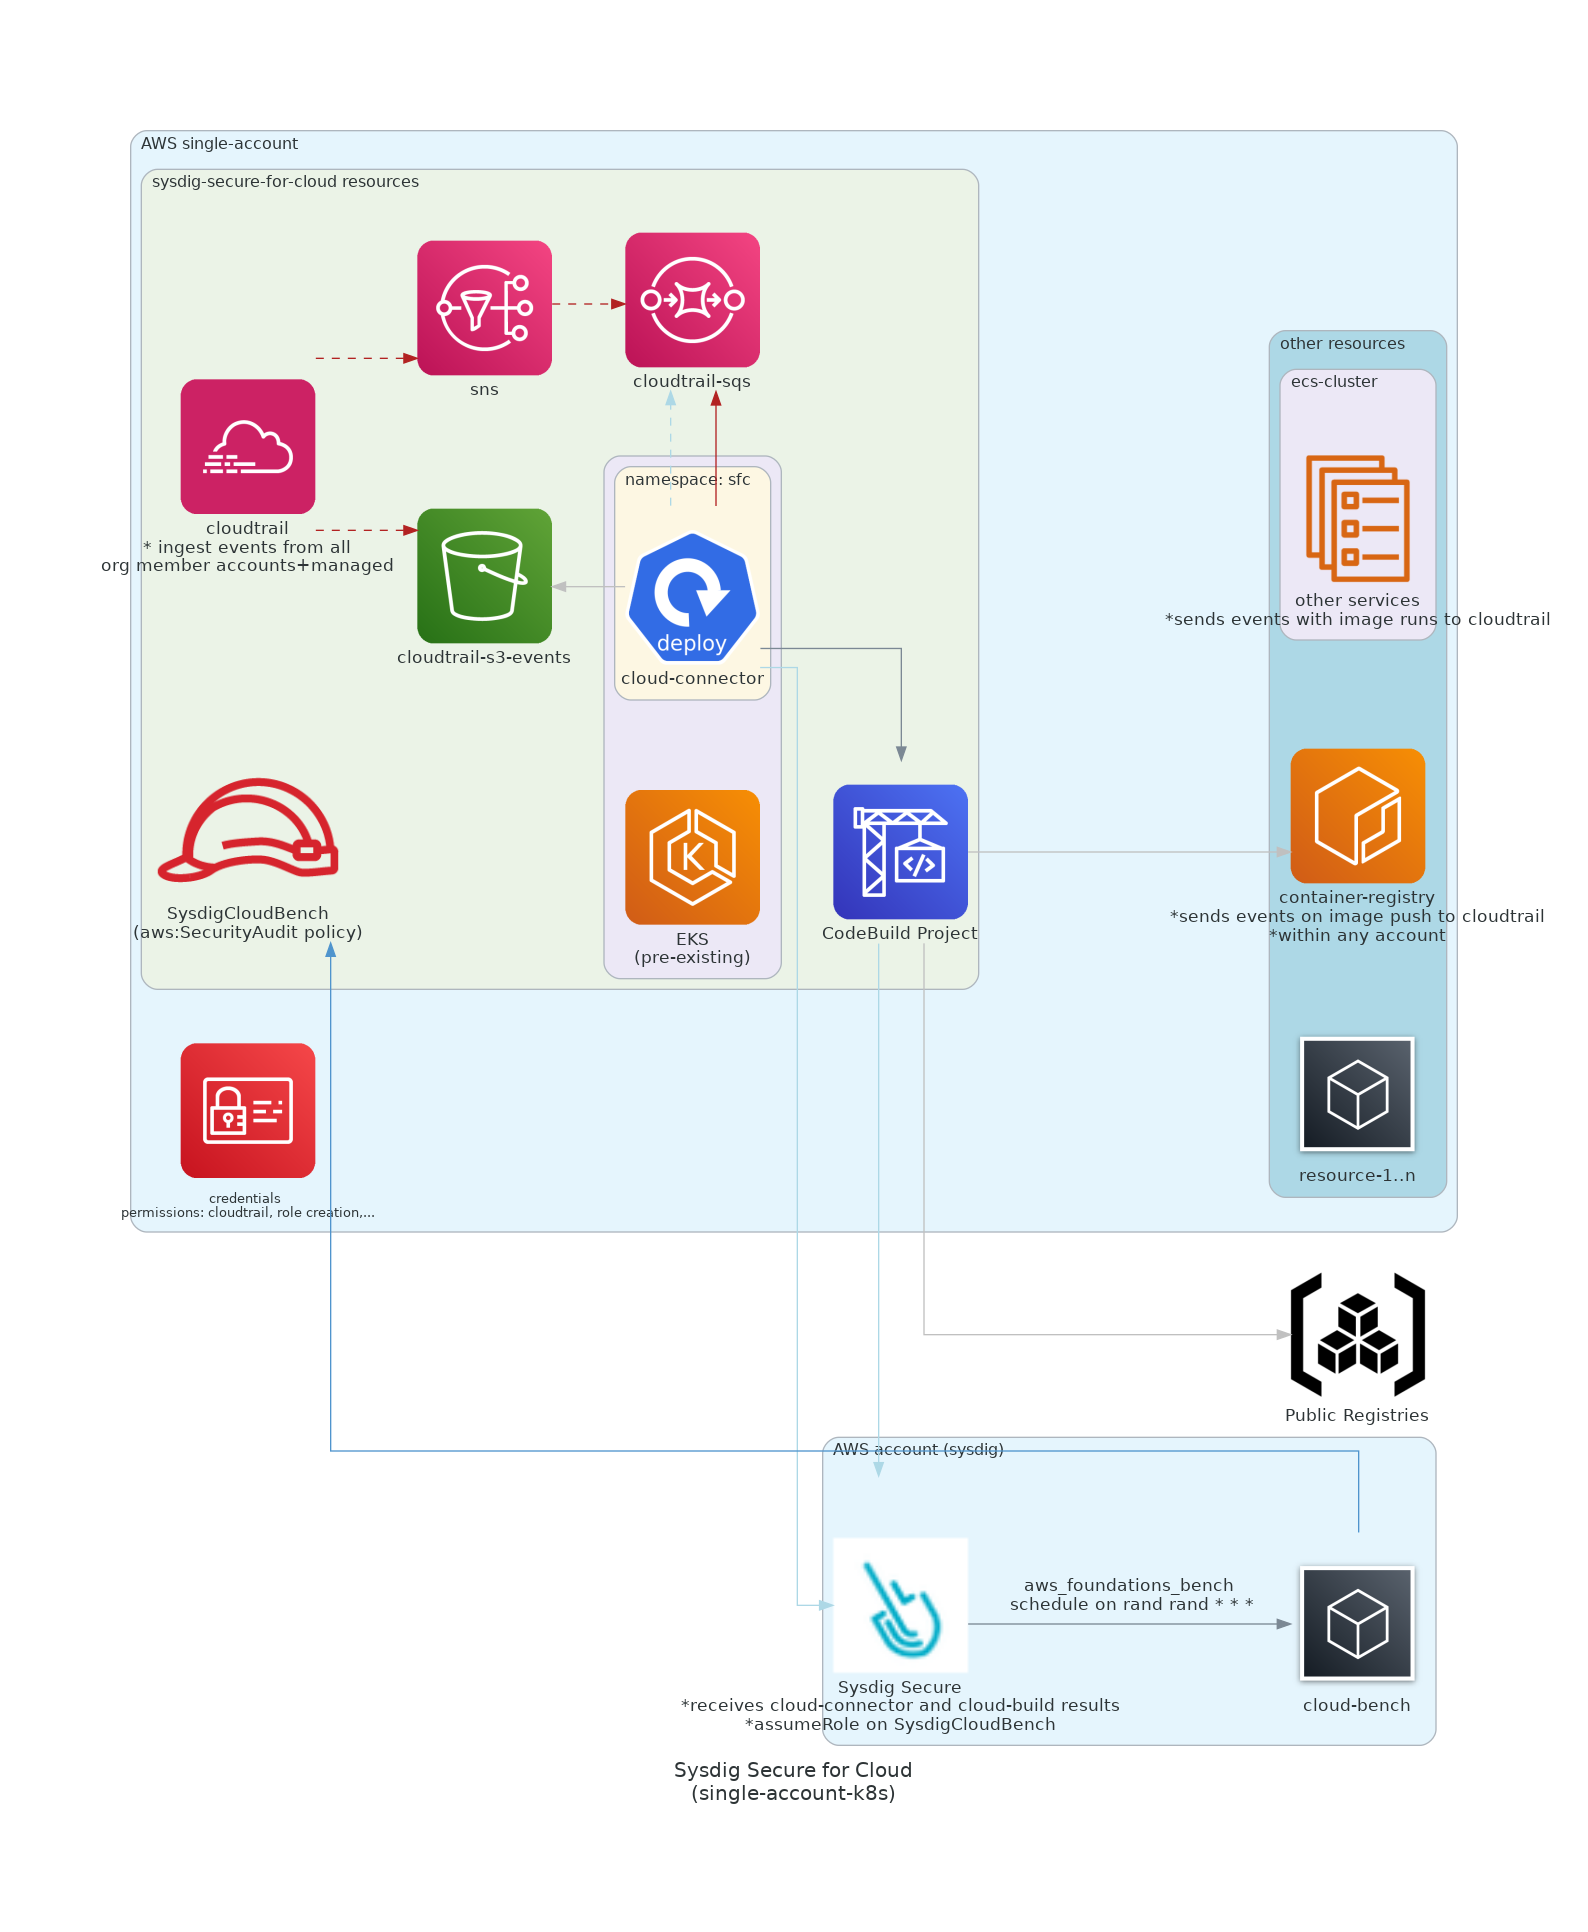 AWS single-account
sysdig-secure-for-cloud resources
sns
cloudtrail-sqs
cloudtrail
* ingest events from all
org member accounts+managed
cloudtrail-s3-events
namespace: sfc
deploy
cloud-connector
K
EKS
(pre-existing)
</>
CodeBuild Project
SysdigCloudBench
(aws:SecurityAudit policy)
credentials
permissions: cloudtrail, role creation,...
other resources
ecs-cluster
other services
*sends events with image runs to cloudtrail
container-registry
*sends events on image push to cloudtrail
*within any account
resource-1..n
Public Registries
AWS account (sysdig)
aws_foundations_bench
schedule on rand rand * * *
Sysdig Secure
*receives cloud-connector and cloud-build results
*assumeRole on SysdigCloudBench
cloud-bench
Sysdig Secure for Cloud
(single-account-k8s)